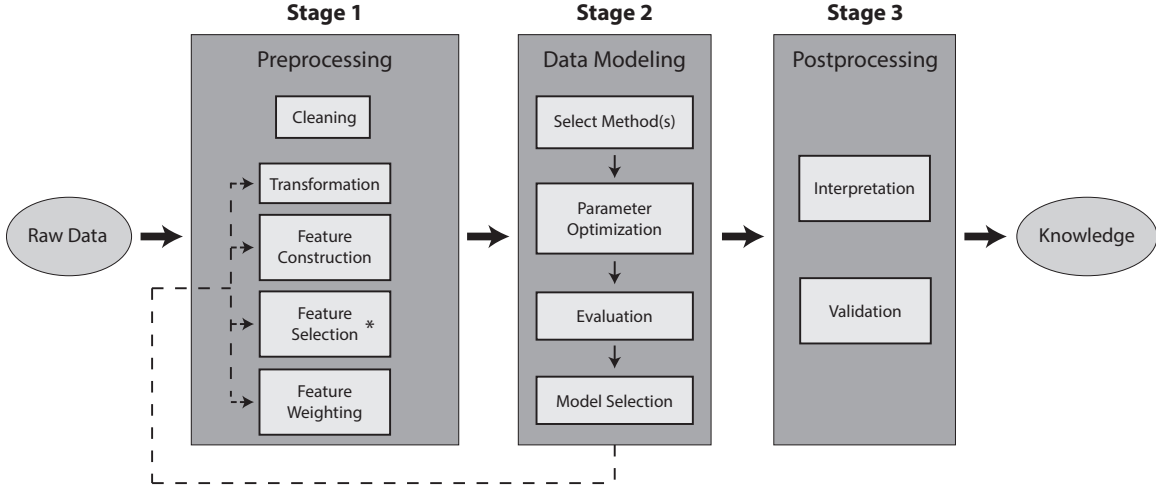 Stage 1
Stage 2
Stage 3
Preprocessing
Cleaning
Transformation
Feature
Construction
Feature
Selection *
Feature
Weighting
Data Modeling
Select Method(s)
Parameter
Optimization
Evaluation
Model Selection
Postprocessing
Interpretation
Validation
Raw Data
Knowledge